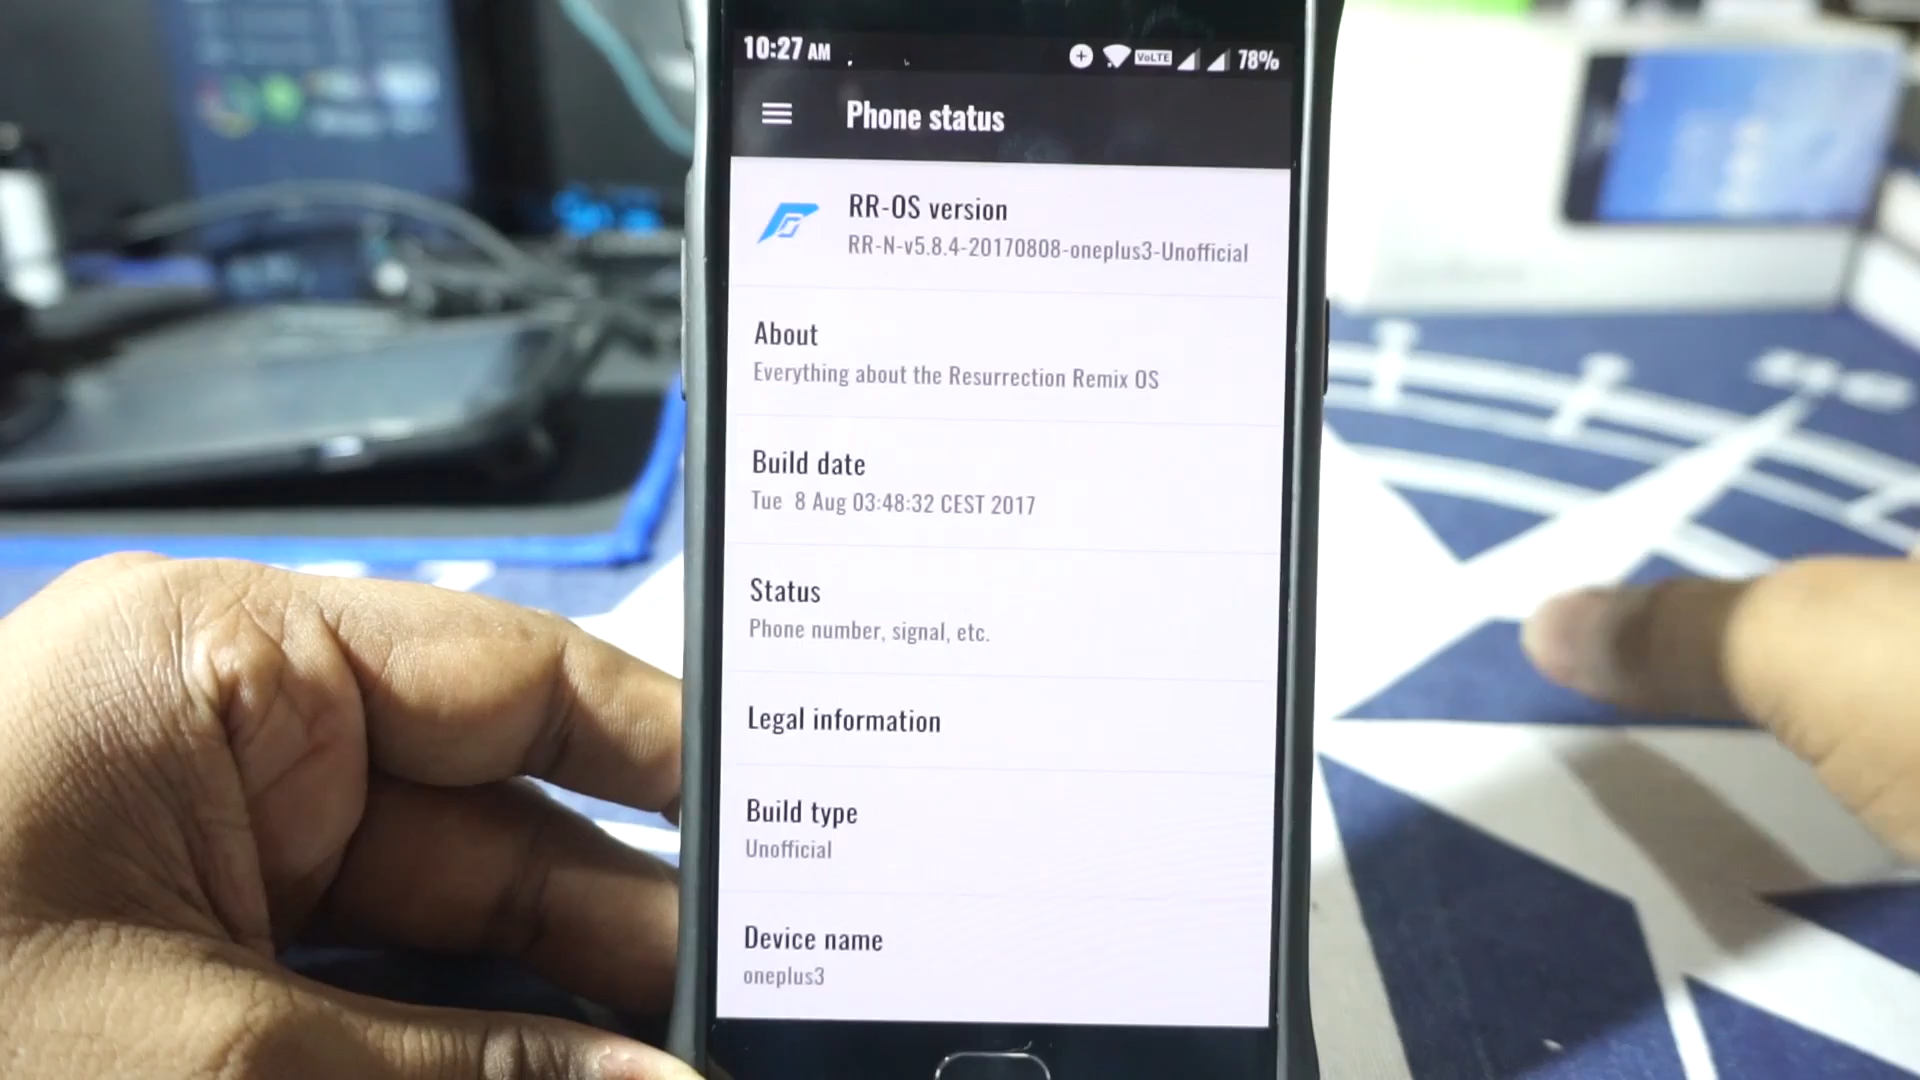 10:27 AM
VoLTE
78%
Phone status
RR-OS version
RR-N-v5.8.4-20170808-oneplus3-Unofficial
About
Everything about the Resurrection Remix OS
Build date
Tue 8 Aug 03:48:32 CEST 2017
Status
Phone number, signal, etc.
Legal information
Build type
Unofficial
Device name
oneplus3